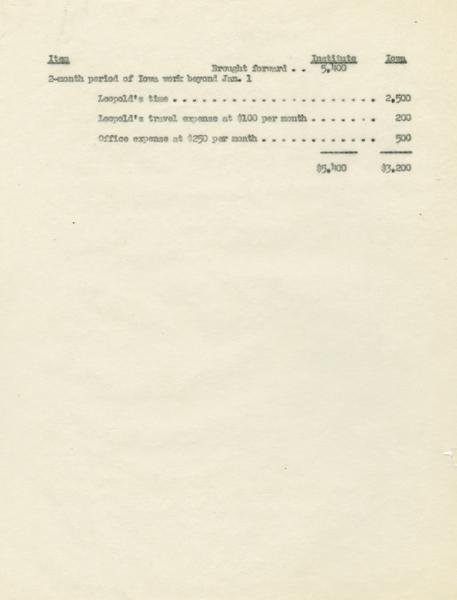 Item Institute Iowa
Brought forward . . 5,400
2-month period of Iowa work beyond Jan. 1
Leopold's time . . . . . . . . . . . . . . . . . . . . . . . 2,500
Leopold's travel expense at $100 per month . . . . . . . 200
Office expense at $250 per month . . . . . . . . . . . . 500
$5,400 $3,200